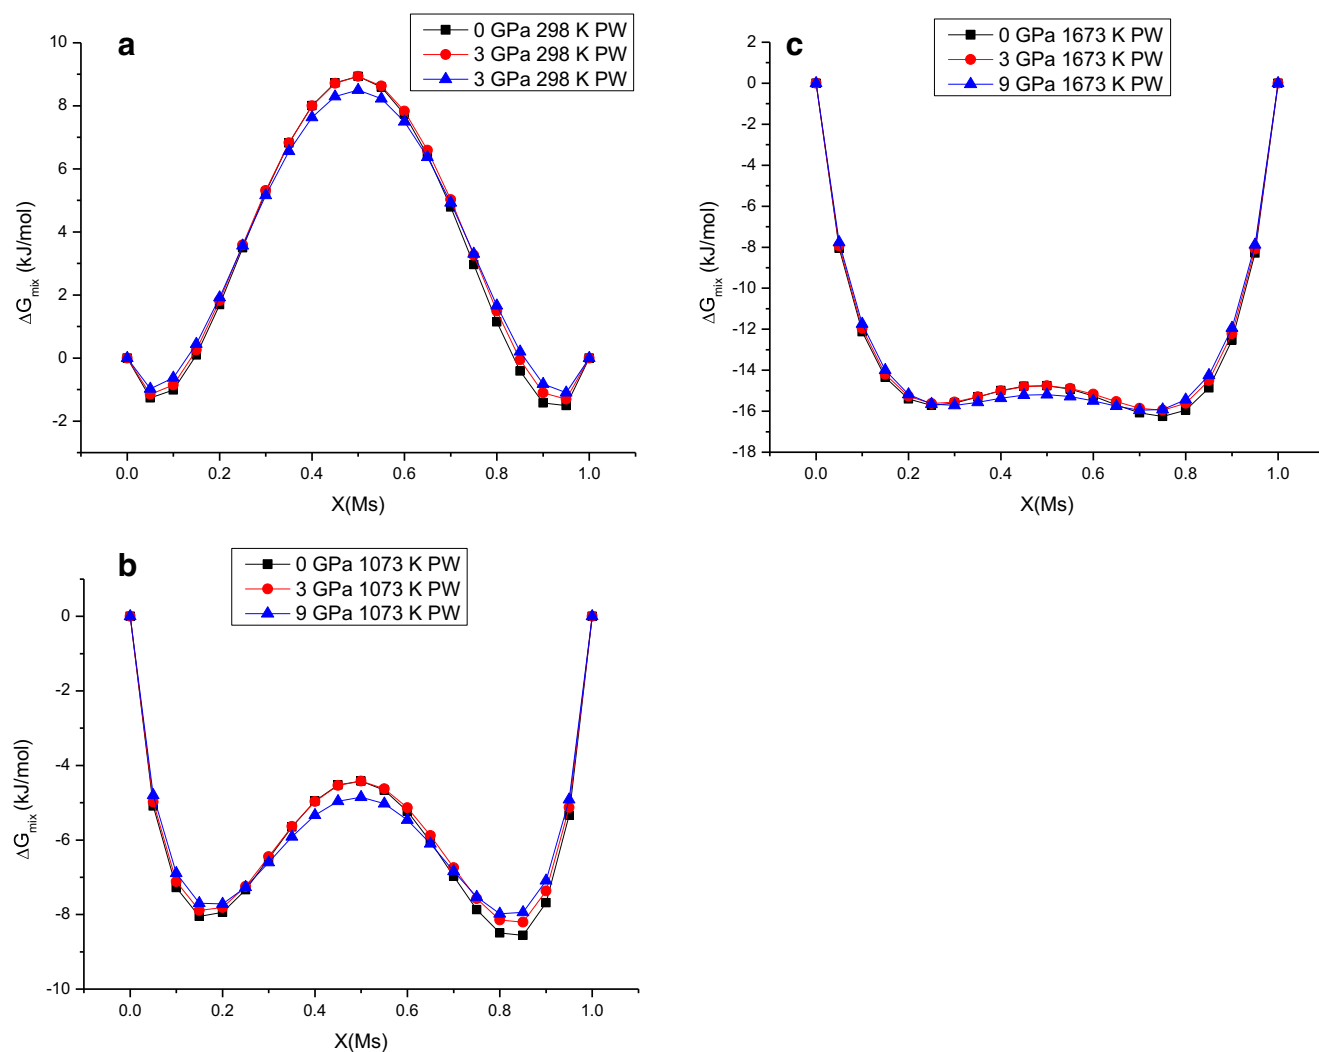 a
0 GPa 298 K PW
3 GPa 298 K PW
3 GPa 298 K PW
10
8
6
4
2
0
-2
ΔGmix (kJ/mol)
0.0 0.2 0.4 0.6 0.8 1.0
X(Ms)
c
0 GPa 1673 K PW
3 GPa 1673 K PW
9 GPa 1673 K PW
2
0
-2
-4
-6
-8
-10
-12
-14
-16
-18
ΔGmix (kJ/mol)
0.0 0.2 0.4 0.6 0.8 1.0
X(Ms)
b
0 GPa 1073 K PW
3 GPa 1073 K PW
9 GPa 1073 K PW
0
-2
-4
-6
-8
-10
ΔGmix (kJ/mol)
0.0 0.2 0.4 0.6 0.8 1.0
X(Ms)